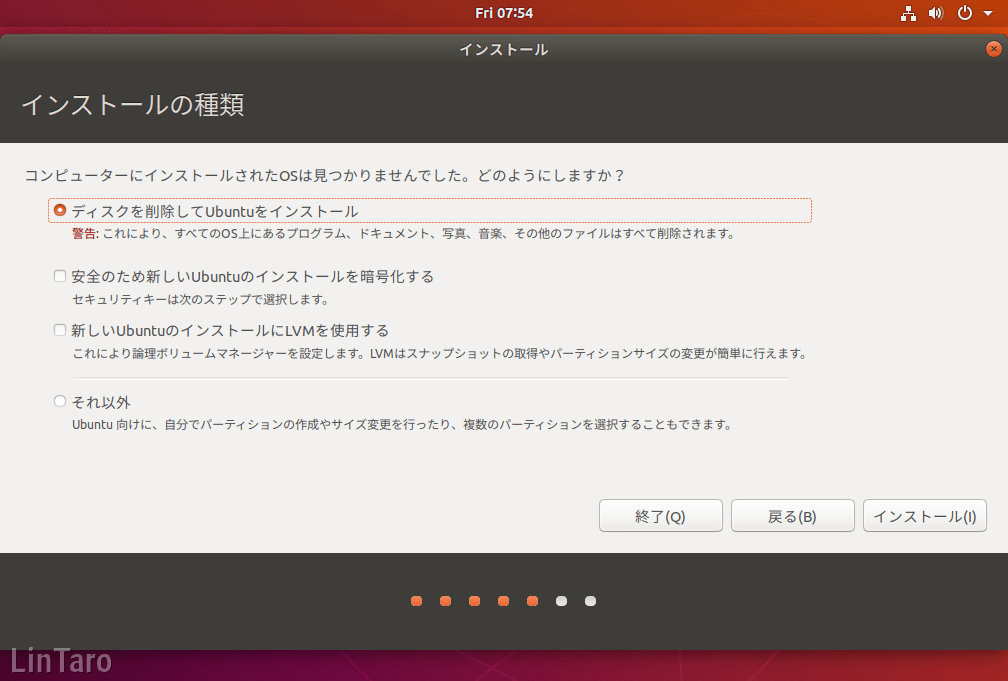 Fri 07:54
インストール
インストールの種類
コンピューターにインストールされたOSは見つかりませんでした。どのようにしますか？
ディスクを削除してUbuntuをインストール
警告: これにより、すべてのOS上にあるプログラム、ドキュメント、写真、音楽、その他のファイルはすべて削除されます。
安全のため新しいUbuntuのインストールを暗号化する
セキュリティキーは次のステップで選択します。
新しいUbuntuのインストールにLVMを使用する
これにより論理ボリュームマネージャーを設定します。LVMはスナップショットの取得やパーティションサイズの変更が簡単に行えます。
それ以外
Ubuntu 向けに、自分でパーティションの作成やサイズ変更を行ったり、複数のパーティションを選択することもできます。
終了(Q) 戻る(B) インストール(I)
LinTaro